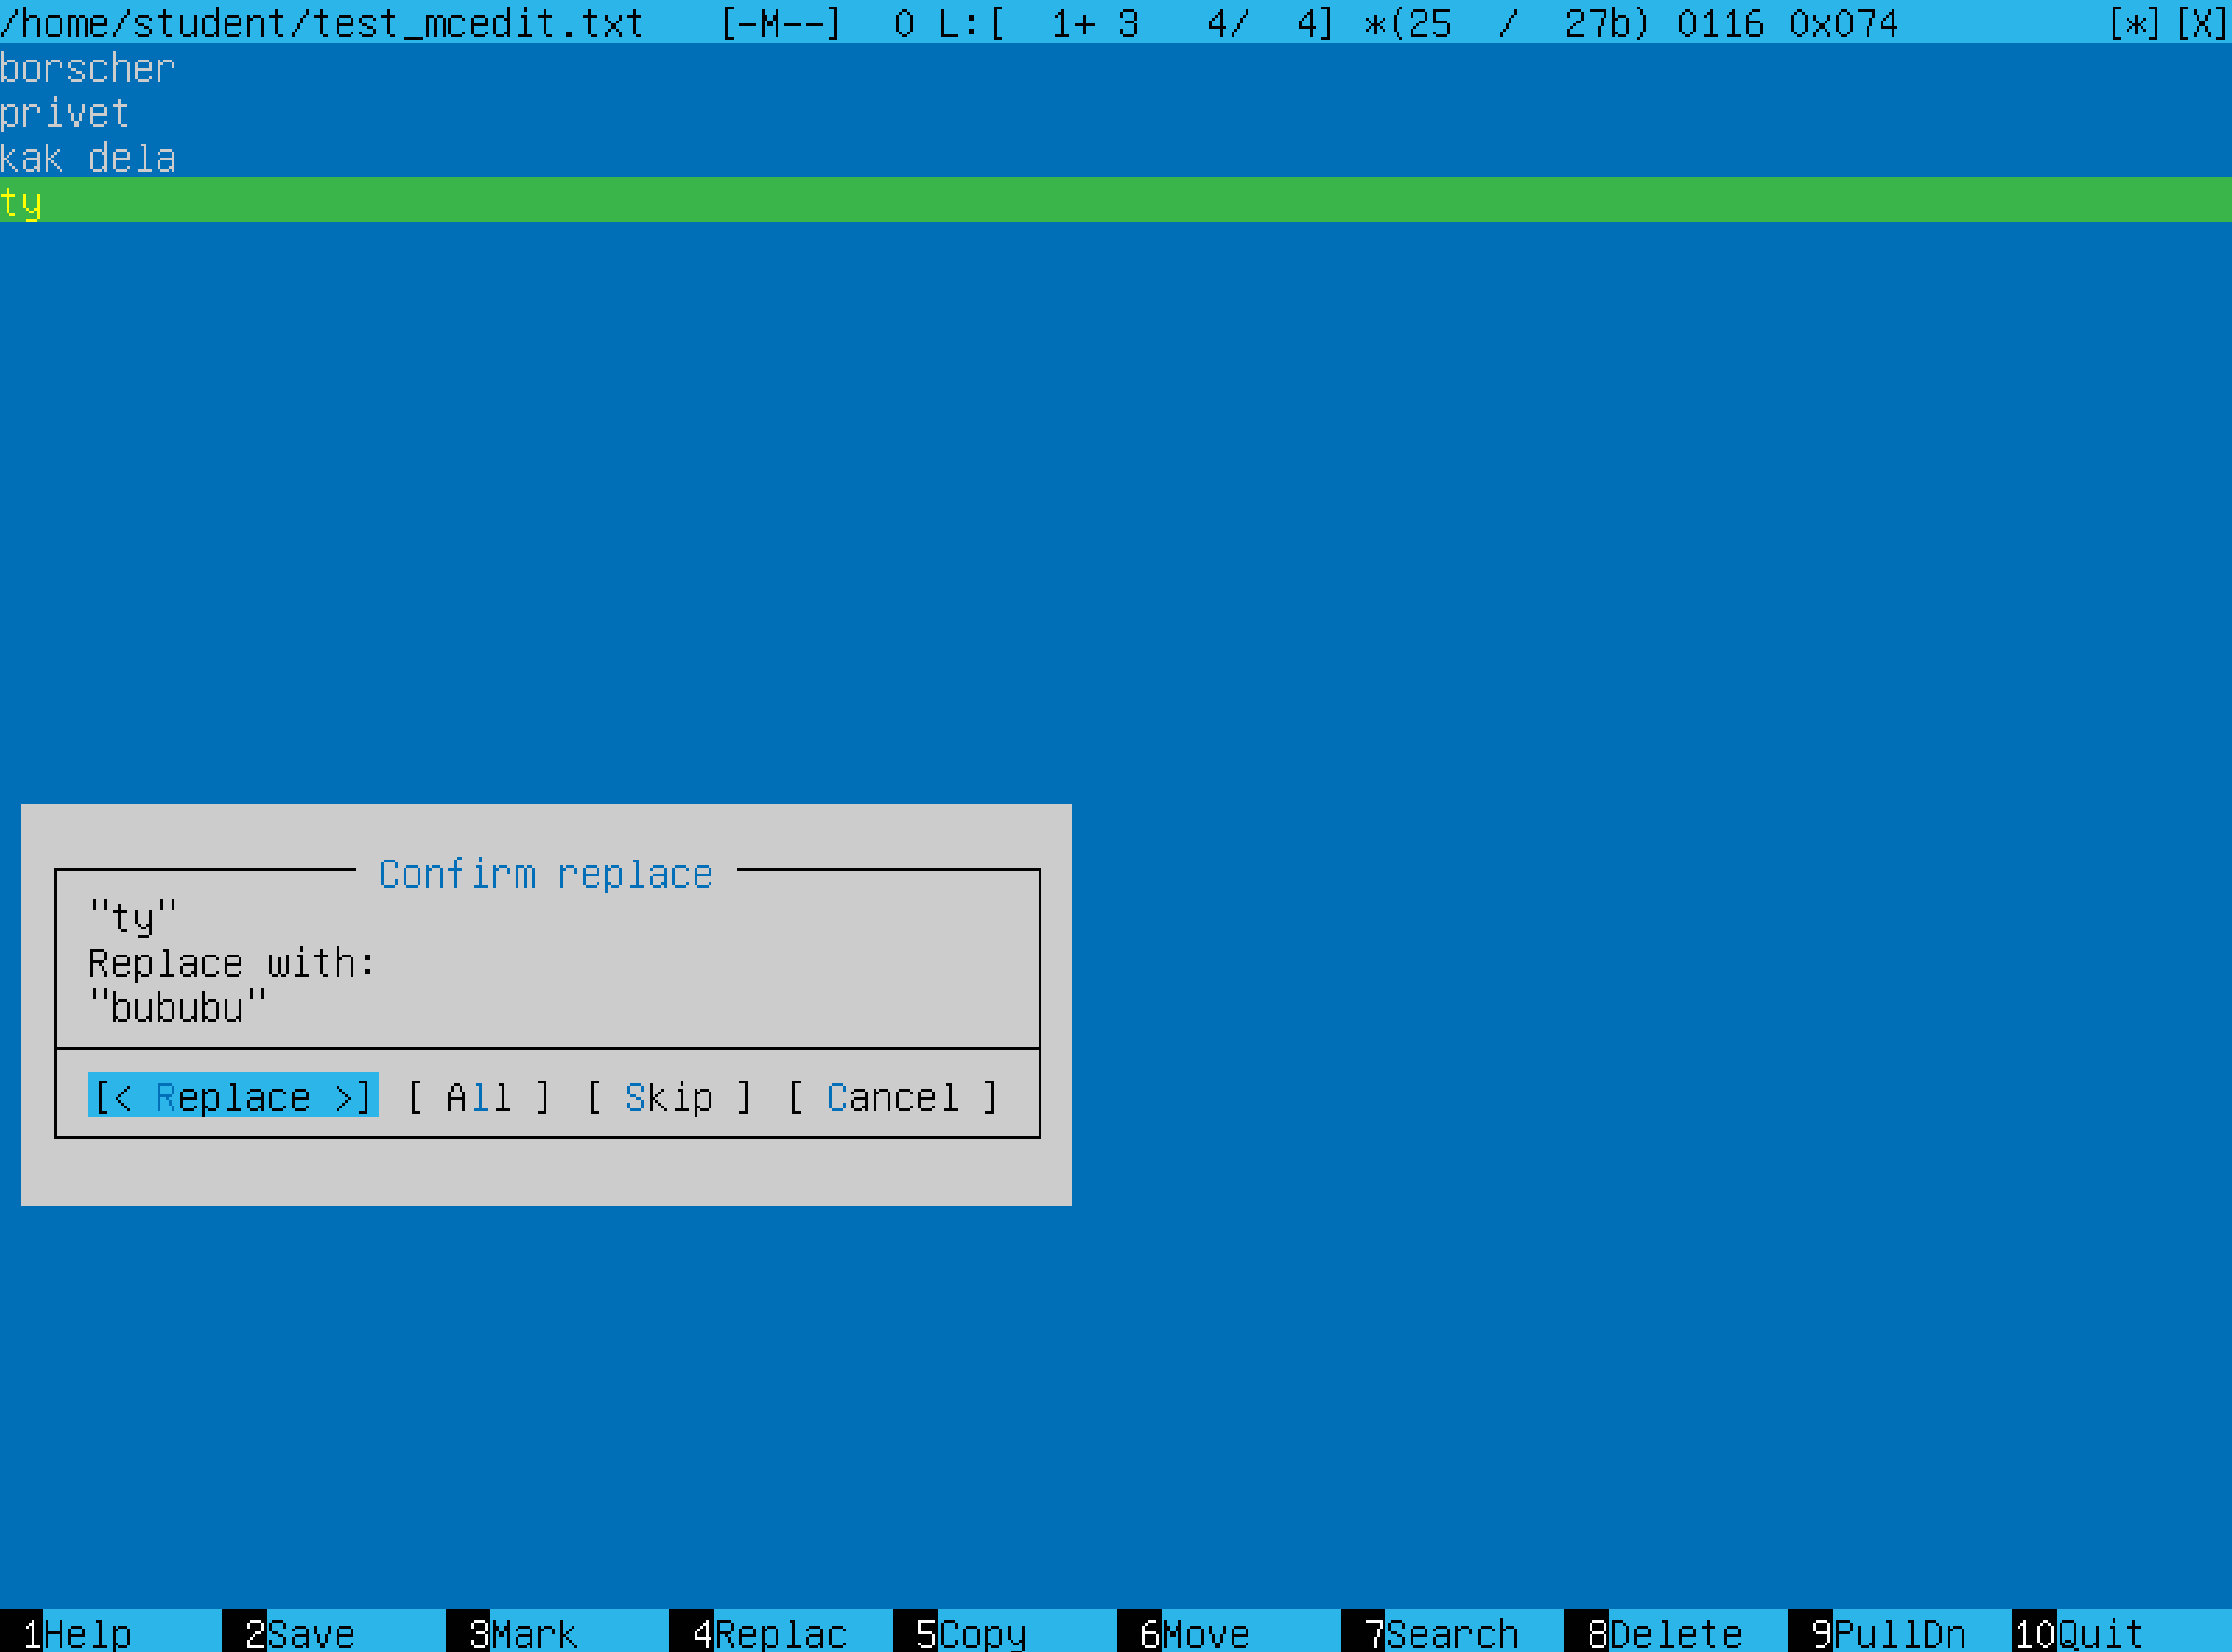 /home/student/test_mcedit.txt   [-M--]  0 L:[  1+ 3   4/  4] *(25  /  27b) 0116 0x074         [*][X]
borscher
privet
kak dela
ty
Confirm replace
"ty"
Replace with:
"bububu"
[< Replace >] [ All ] [ Skip ] [ Cancel ]
1Help   2Save   3Mark   4Replac   5Copy   6Move   7Search   8Delete   9PullDn   10Quit